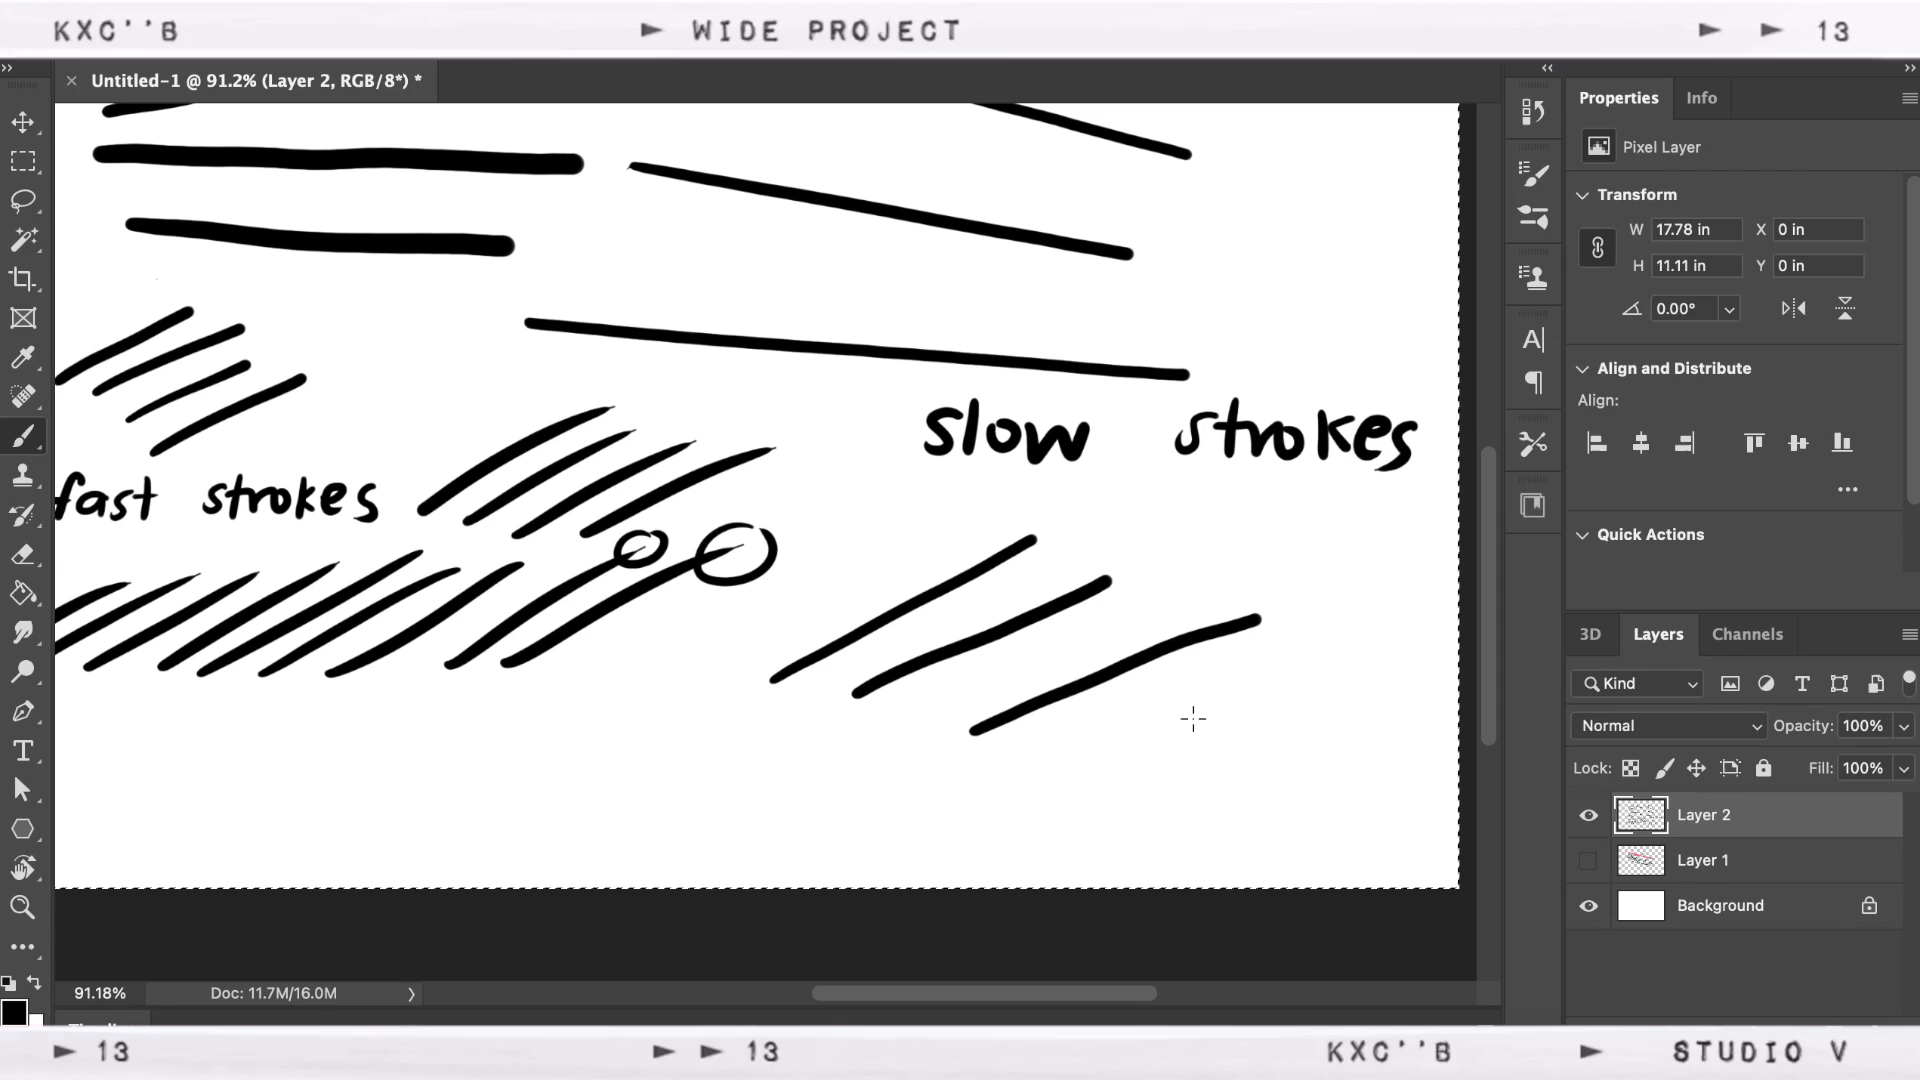 KXC''B ► WIDE PROJECT ► ► 13
Untitled-1 @ 91.2% (Layer 2, RGB/8*) *
Properties Info
Pixel Layer
Transform
W 17.78 in X 0 in
H 11.11 in Y 0 in
0.00°
Align and Distribute
Align:
Quick Actions
slow strokes
fast strokes
3D Layers Channels
Kind
Normal Opacity: 100%
Lock: Fill: 100%
Layer 2
Layer 1
Background
91.18% Doc: 11.7M/16.0M
► 13 ► ► 13 KXC''B ► STUDIO V